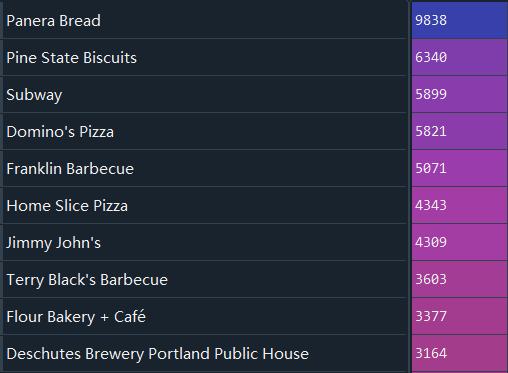 Panera Bread 9838
Pine State Biscuits 6340
Subway 5899
Domino's Pizza 5821
Franklin Barbecue 5071
Home Slice Pizza 4343
Jimmy John's 4309
Terry Black's Barbecue 3603
Flour Bakery + Café 3377
Deschutes Brewery Portland Public House 3164